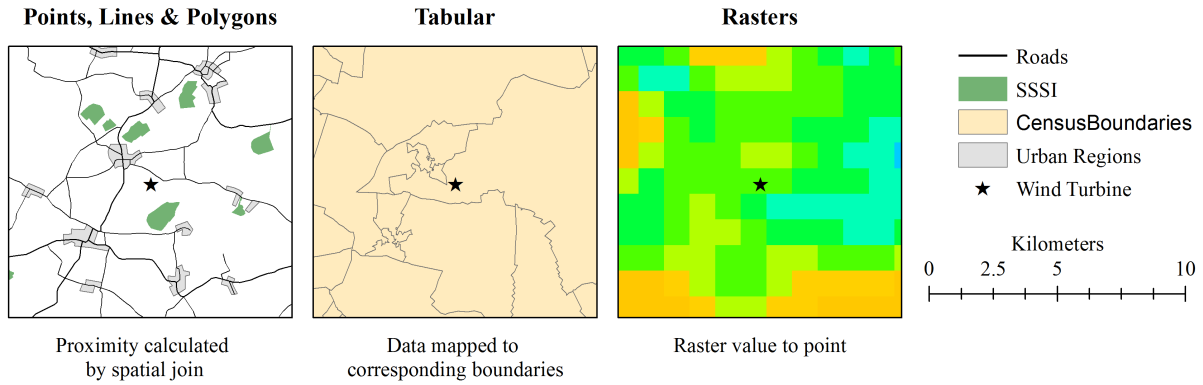 Points, Lines & Polygons
Tabular
Rasters
Roads
SSSI
CensusBoundaries
Urban Regions
Wind Turbine
Kilometers
0 2.5 5 10
Proximity calculated
by spatial join
Data mapped to
corresponding boundaries
Raster value to point